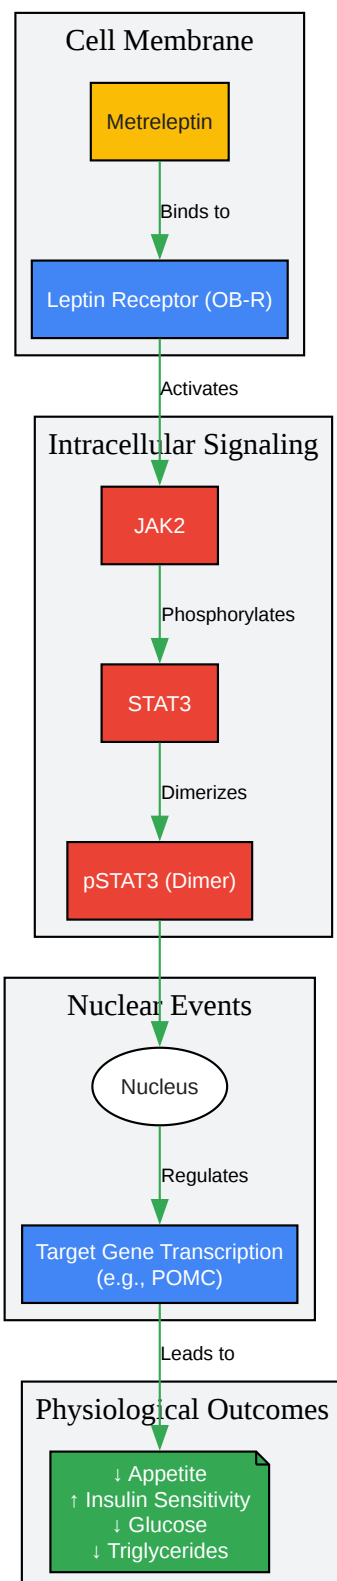 Cell Membrane
Metreleptin
Binds to
Leptin Receptor (OB-R)
Activates
Intracellular Signaling
JAK2
Phosphorylates
STAT3
Dimerizes
pSTAT3 (Dimer)
Nuclear Events
Nucleus
Regulates
Target Gene Transcription
(e.g., POMC)
Leads to
Physiological Outcomes
↓ Appetite
↑ Insulin Sensitivity
↓ Glucose
↓ Triglycerides